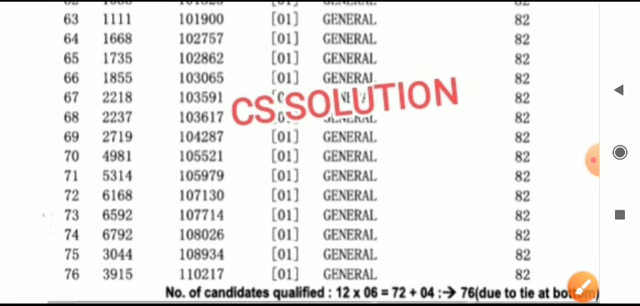 63 1111 101900 [01] GENERAL 82
64 1668 102757 [01] GENERAL 82
65 1735 102862 [01] GENERAL 82
66 1855 103065 [01] GENERAL 82
67 2218 103591 82
68 2237 103617 82
CS SOLUTION
69 2719 104287 [01] GENERAL 82
70 4981 105521 [01] GENERAL 82
71 5314 105979 [01] GENERAL 82
72 6168 107130 [01] GENERAL 82
73 6592 107714 [01] GENERAL 82
74 6792 108026 [01] GENERAL 82
75 3044 108934 [01] GENERAL 82
76 3915 110217 [01] GENERAL 82
No. of candidates qualified : 12 x 06 = 72 + 04 :→ 76(due to tie at bottom)